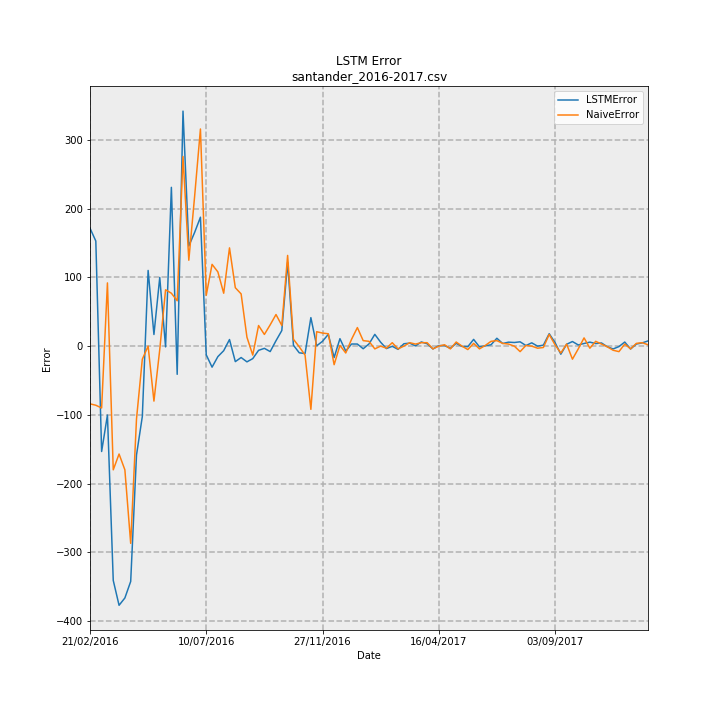 LSTM Error
santander_2016-2017.csv
LSTMError
NaiveError
300
200
100
0
−100
−200
−300
−400
Error
21/02/2016
10/07/2016
27/11/2016
16/04/2017
03/09/2017
Date